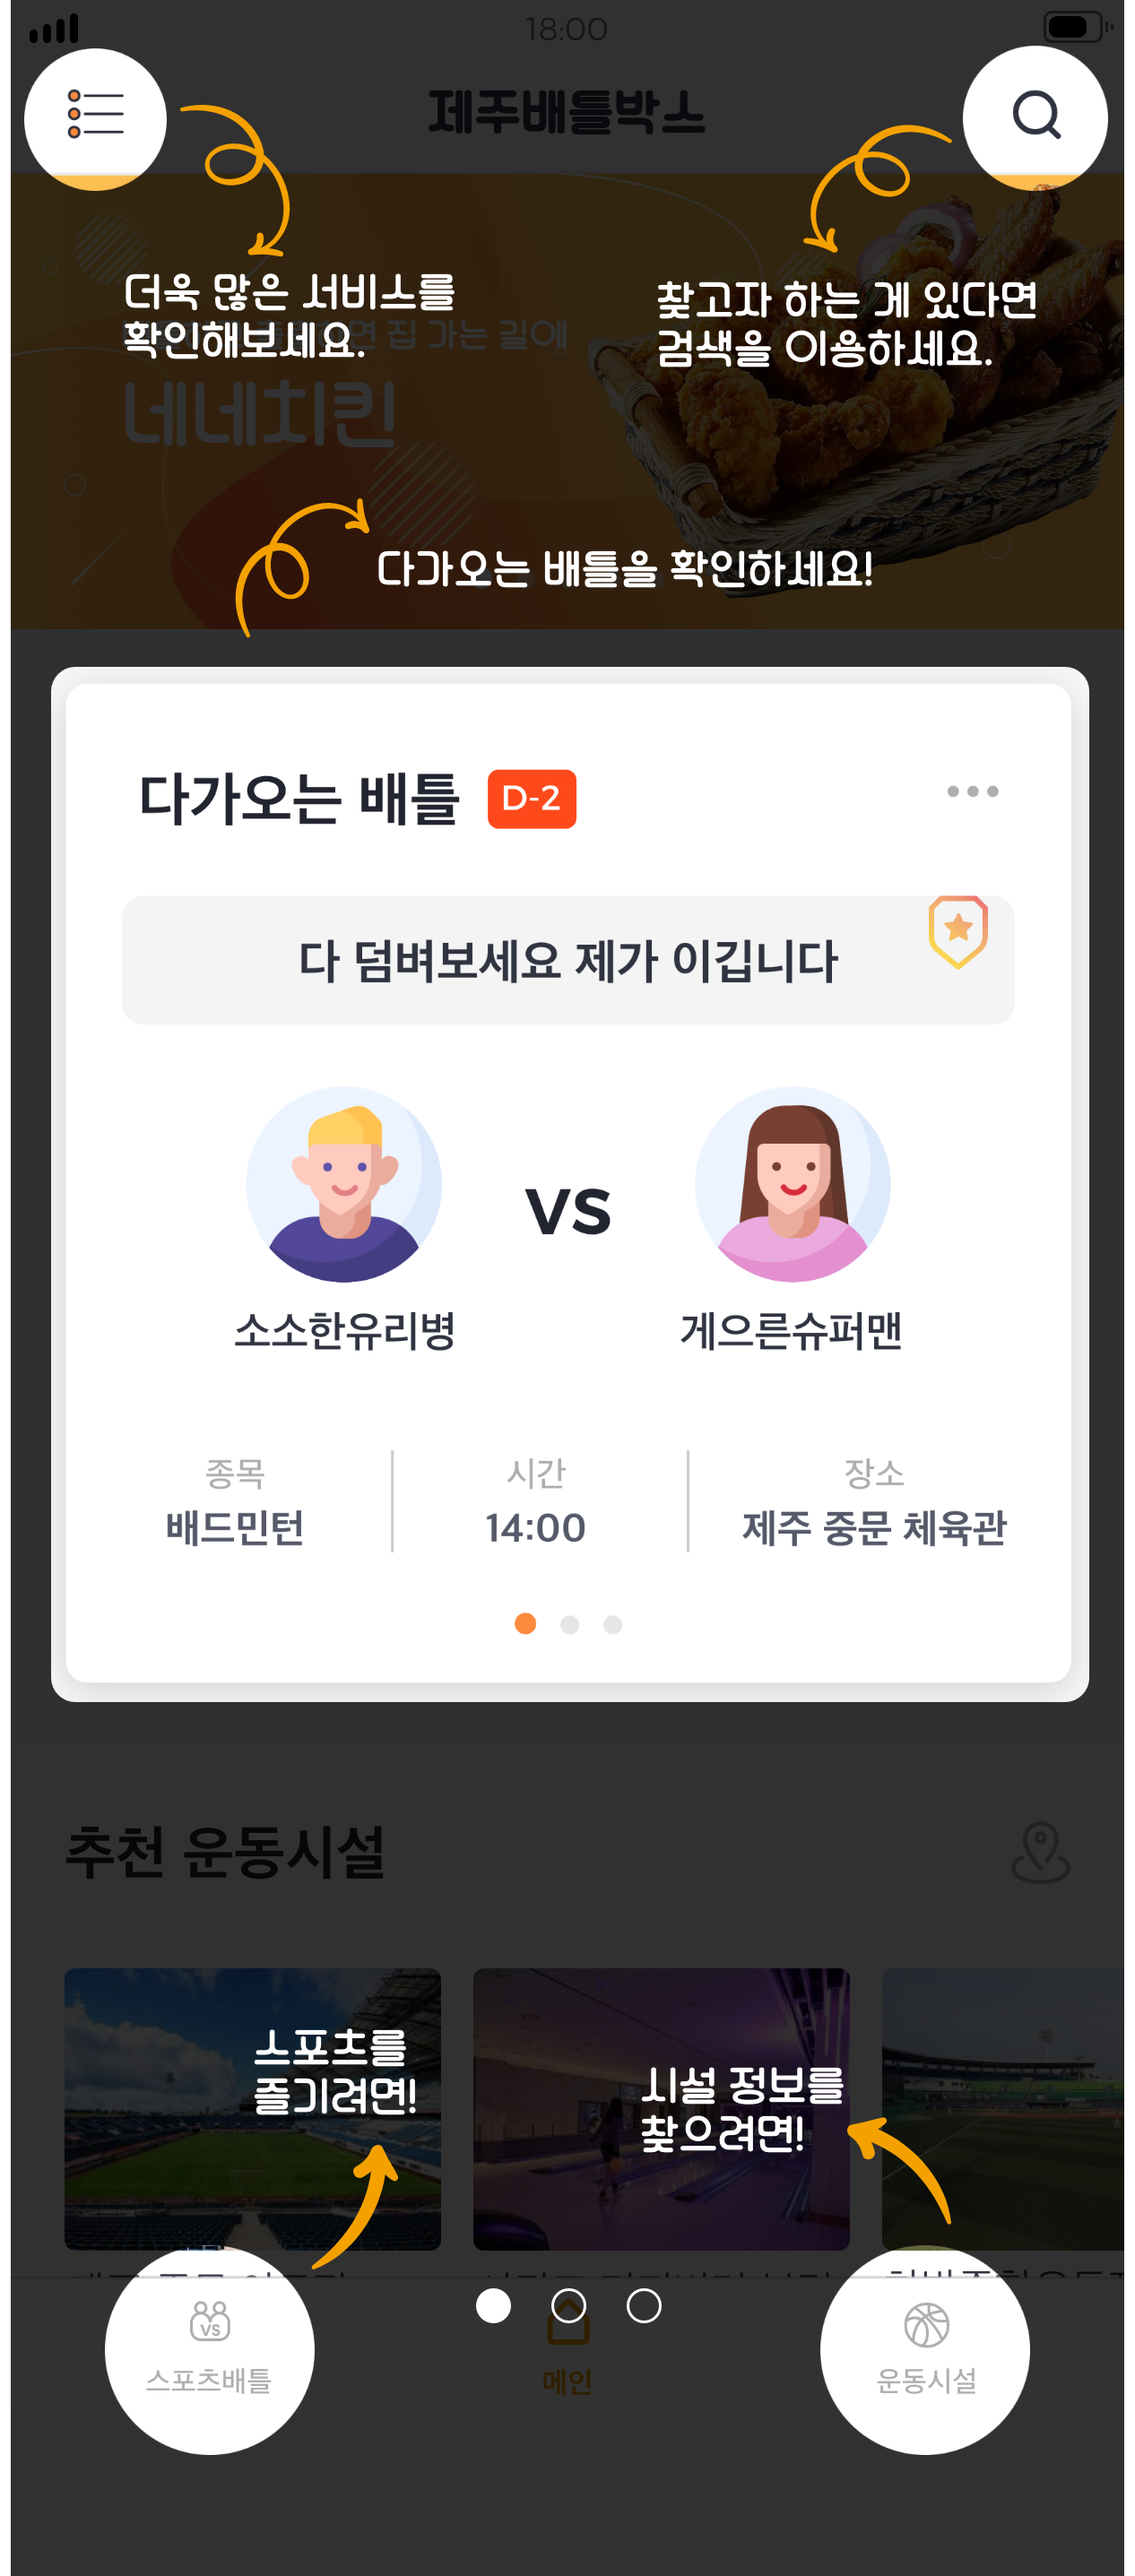 18:00
제주배틀박스
더욱 많은 서비스를
확인해보세요.
면 집 가는 길에
네네치킨
찾고자 하는 게 있다면
검색을 이용하세요.
다가오는 배틀을 확인하세요!
다가오는 배틀 D-2
다 덤벼보세요 제가 이깁니다
VS
소소한유리병
게으른슈퍼맨
종목
배드민턴
시간
14:00
장소
제주 중문 체육관
추천 운동시설
스포츠를
즐기려면!
시설 정보를
찾으려면!
VS
스포츠배틀
메인
운동시설